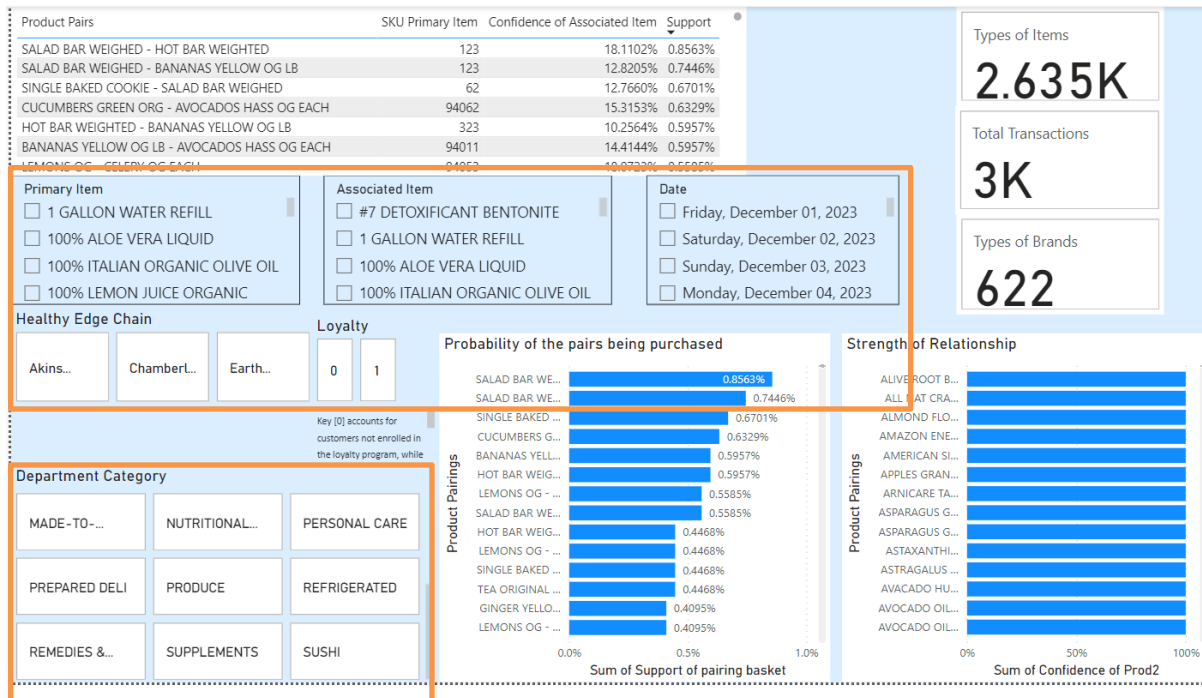 Product Pairs SKU Primary Item Confidence of Associated Item Support
SALAD BAR WEIGHED - HOT BAR WEIGHTED 123 18.1102% 0.8563%
SALAD BAR WEIGHED - BANANAS YELLOW OG LB 123 12.8205% 0.7446%
SINGLE BAKED COOKIE - SALAD BAR WEIGHED 62 12.7660% 0.6701%
CUCUMBERS GREEN ORG - AVOCADOS HASS OG EACH 94062 15.3153% 0.6329%
HOT BAR WEIGHTED - BANANAS YELLOW OG LB 323 10.2564% 0.5957%
BANANAS YELLOW OG LB - AVOCADOS HASS OG EACH 94011 14.4144% 0.5957%
LEMONS OG - CELERY OG EACH 94053 0.5585%
Types of Items
2.635K
Total Transactions
3K
Types of Brands
622
Primary Item
1 GALLON WATER REFILL
100% ALOE VERA LIQUID
100% ITALIAN ORGANIC OLIVE OIL
100% LEMON JUICE ORGANIC
Associated Item
#7 DETOXIFICANT BENTONITE
1 GALLON WATER REFILL
100% ALOE VERA LIQUID
100% ITALIAN ORGANIC OLIVE OIL
Date
Friday, December 01, 2023
Saturday, December 02, 2023
Sunday, December 03, 2023
Monday, December 04, 2023
Healthy Edge Chain
Akins...
Chamberl...
Earth...
Loyalty
0
1
Key [0] accounts for
customers not enrolled in
the loyalty program, while
Department Category
MADE-TO-...
NUTRITIONAL...
PERSONAL CARE
PREPARED DELI
PRODUCE
REFRIGERATED
REMEDIES &...
SUPPLEMENTS
SUSHI
Probability of the pairs being purchased
Product Pairings
SALAD BAR WE... 0.8563%
SALAD BAR WE... 0.7446%
SINGLE BAKED ... 0.6701%
CUCUMBERS G... 0.6329%
BANANAS YELL... 0.5957%
HOT BAR WEIG... 0.5957%
LEMONS OG - ... 0.5585%
SALAD BAR WE... 0.5585%
HOT BAR WEIG... 0.4468%
LEMONS OG - ... 0.4468%
SINGLE BAKED ... 0.4468%
TEA ORIGINAL ... 0.4468%
GINGER YELLO... 0.4095%
LEMONS OG - ... 0.4095%
0.0% 0.5% 1.0%
Sum of Support of pairing basket
Strength of Relationship
Product Pairings
ALIVE ROOT B...
ALL NAT CRA...
ALMOND FLO...
AMAZON ENE...
AMERICAN SI...
APPLES GRAN...
ARNICARE TA...
ASPARAGUS G...
ASPARAGUS G...
ASTAXANTHI...
ASTRAGALUS ...
AVACADO HU...
AVOCADO OIL...
AVOCADO OIL...
0% 50% 100%
Sum of Confidence of Prod2